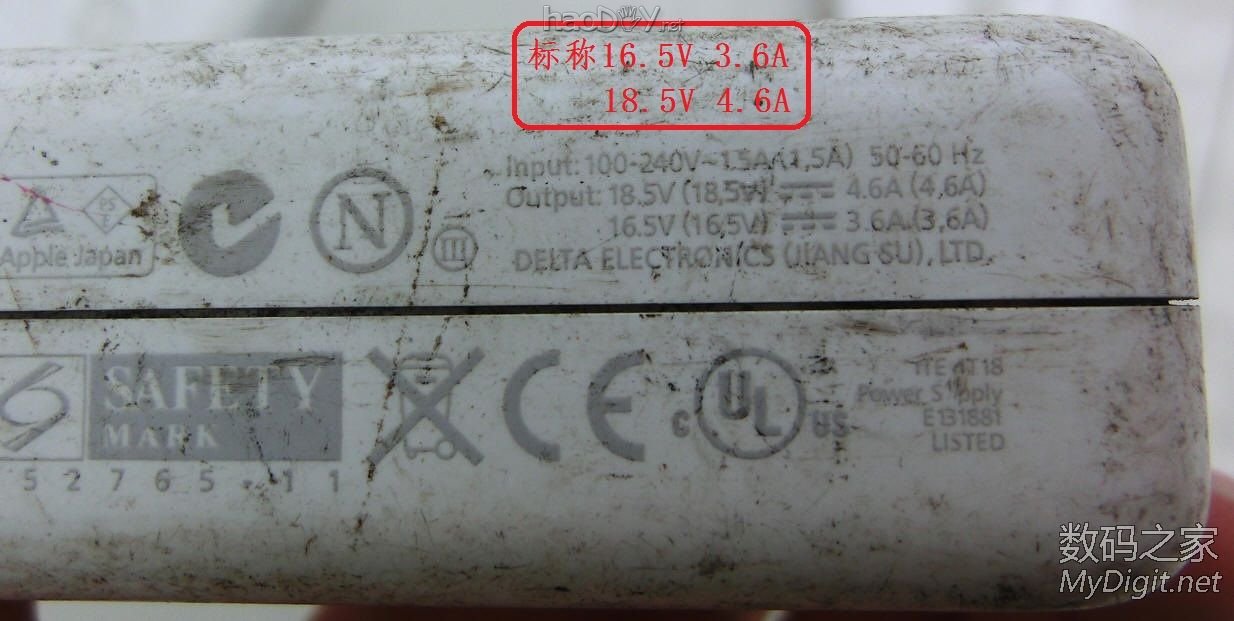 haoDIY.net
标称16.5V 3.6A
18.5V 4.6A
Input: 100-240V~1.5A (1,5A) 50-60 Hz
Output: 18.5V (18,5V) ⎓ 4.6A (4,6A)
16.5V (16,5V) ⎓ 3.6A (3,6A)
DELTA ELECTRONICS (JIANG SU), LTD.
PS
E
Apple Japan
N
III
SAFETY
MARK
52765-11
CE
C UL US
ITE 4T18
Power Supply
E131881
LISTED
数码之家
MyDigit.net